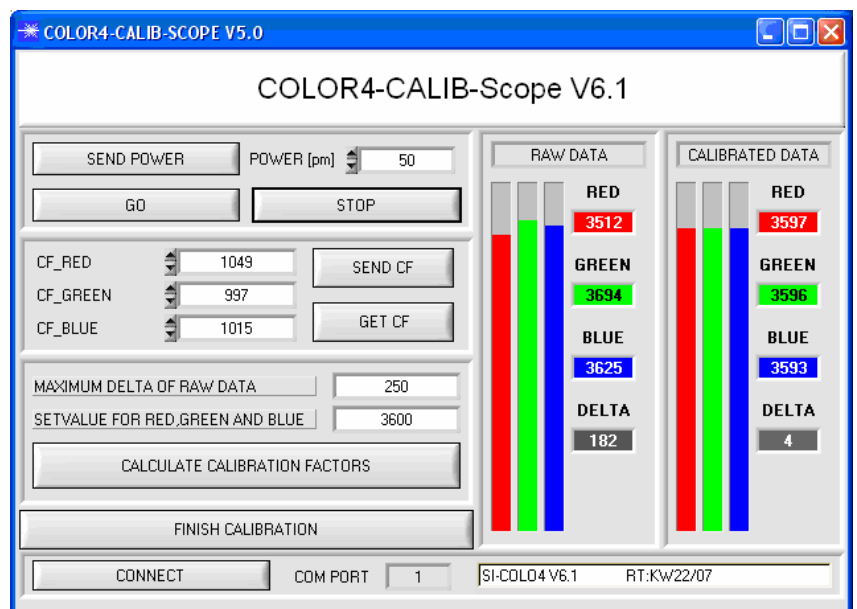 COLOR4-CALIB-SCOPE V5.0
COLOR4-CALIB-Scope V6.1
SEND POWER
POWER [pm]
50
GO
STOP
CF_RED
1049
SEND CF
CF_GREEN
997
CF_BLUE
1015
GET CF
MAXIMUM DELTA OF RAW DATA
250
SETVALUE FOR RED,GREEN AND BLUE
3600
CALCULATE CALIBRATION FACTORS
FINISH CALIBRATION
RAW DATA
RED
3512
GREEN
3694
BLUE
3625
DELTA
182
CALIBRATED DATA
RED
3597
GREEN
3596
BLUE
3593
DELTA
4
CONNECT
COM PORT
1
SI-COLO4 V6.1 RT:KW22/07